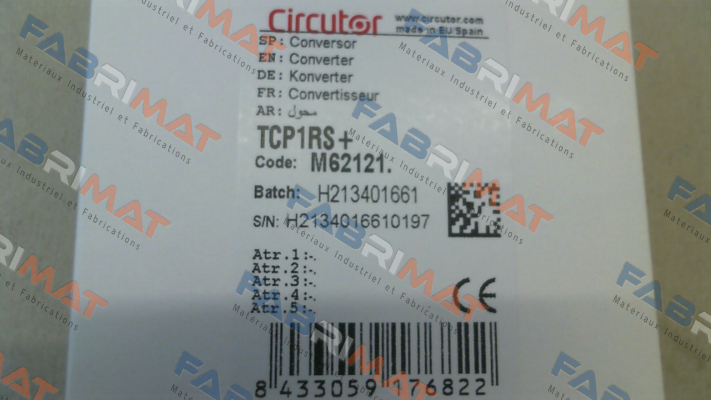 Circutor
www.circutor.com
made in EU Spain
SP: Conversor
EN: Converter
DE: Konverter
FR: Convertisseur
AR: محول
TCP1RS+
Code: M62121.
Batch: H213401661
S/N: H2134016610197
Atr.1:-.
Atr.2:-.
Atr.3:-.
Atr.4:-.
Atr.5:-.
CE
8 433059 176822
FABRIMAT
Materiaux Industriel et Fabrications